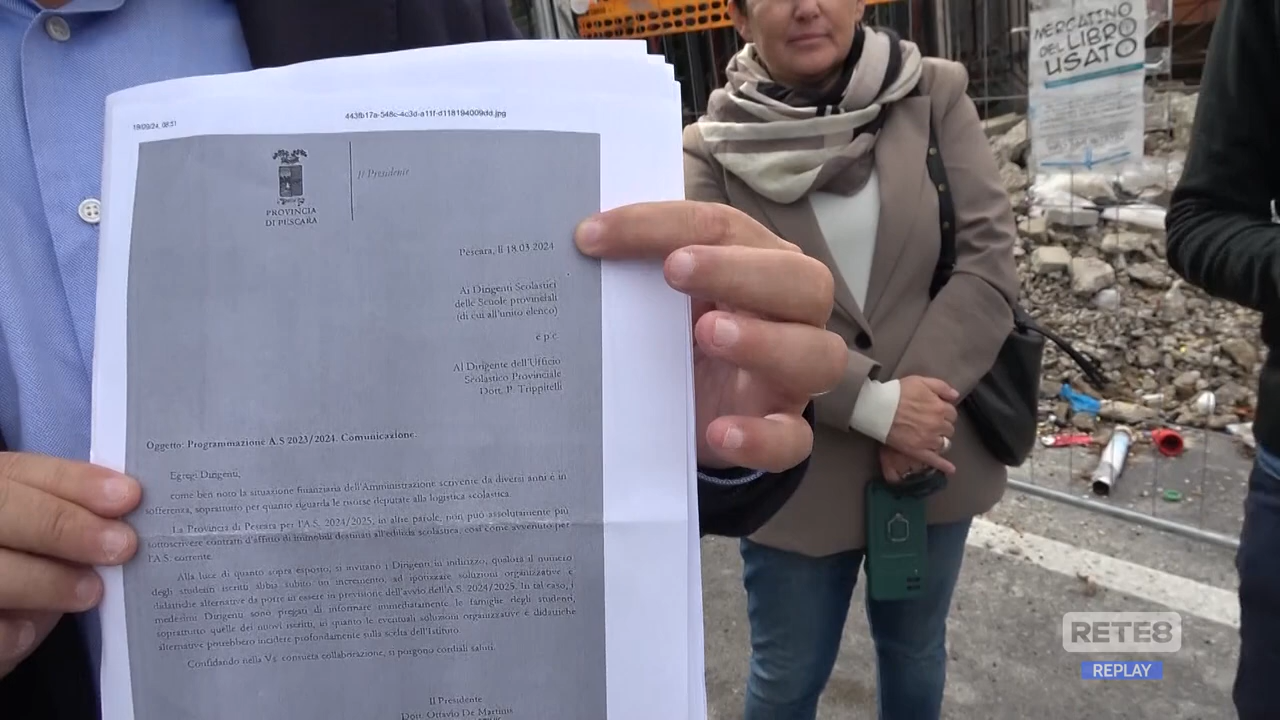 19/09/24, 08:51
443fb17a-548c-4c3d-a11f-d118194009dd.jpg
PROVINCIA
DI PESCARA
Il Presidente
Pescara, lì 18.03 2024
Ai Dirigenti Scolastici
delle Scuole provinciali
(di cui all'unito elenco)
e p c
Al Dirigente dell'Ufficio
Scolastico Provinciale
Dott. P. Trippitelli
Oggetto: Programmazione A.S 2023/2024. Comunicazione.
Egregi Dirigenti,
come ben noto la situazione finanziaria dell'Amministrazione scrivente da diversi anni è in
sofferenza, soprattutto per quanto riguarda le risorse deputate alla logistica scolastica.
La Provincia di Pescara per l'A.S. 2024/2025, in altre parole, non può assolutamente più
sottoscrivere contratti d'affitto di immobili destinati all'edilizia scolastica, così come avvenuto per
l'A.S. corrente.
Alla luce di quanto sopra esposto, si invitano i Dirigenti in indirizzo, qualora il numero
degli studenti iscritti abbia subito un incremento, ad ipotizzare soluzioni organizzative e
didattiche alternative da porre in essere in previsione dell'avvio dell'A.S. 2024/2025. In tal caso, i
medesimi Dirigenti sono pregati di informare immediatamente le famiglie degli studenti,
soprattutto quelle dei nuovi iscritti, in quanto le eventuali soluzioni organizzative e didattiche
alternative potrebbero incidere profondamente sulla scelta dell'Istituto.
Confidando nella Vs. consueta collaborazione, si porgono cordiali saluti.
Il Presidente
Dott. Ottavio De Martinis
MERCATINO
DEL LIBRO
USATO
RETE8
REPLAY